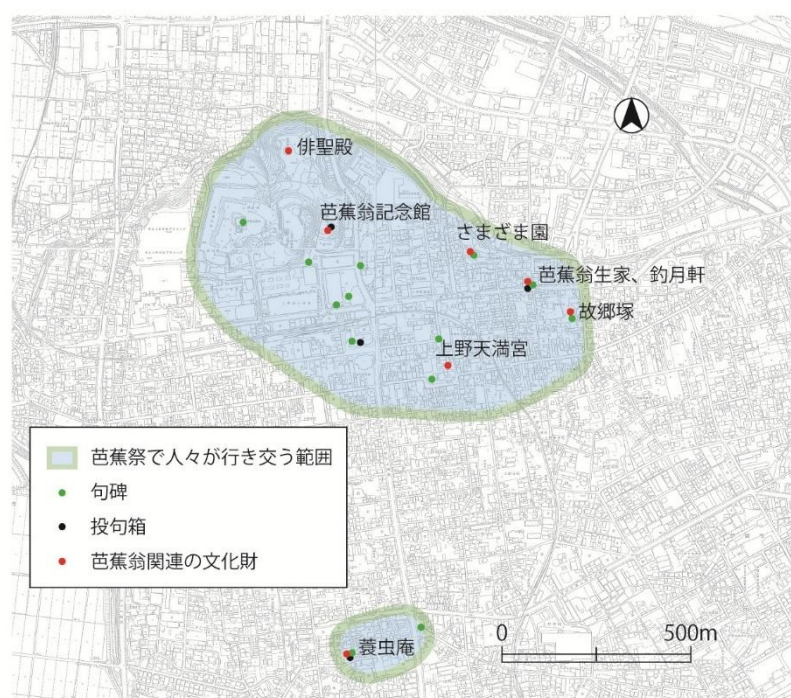 俳聖殿
芭蕉翁記念館
さまざま園
芭蕉翁生家、釣月軒
故郷塚
上野天満宮
芭蕉祭で人々が行き交う範囲
句碑
投句箱
芭蕉翁関連の文化財
蓑虫庵
0
500m